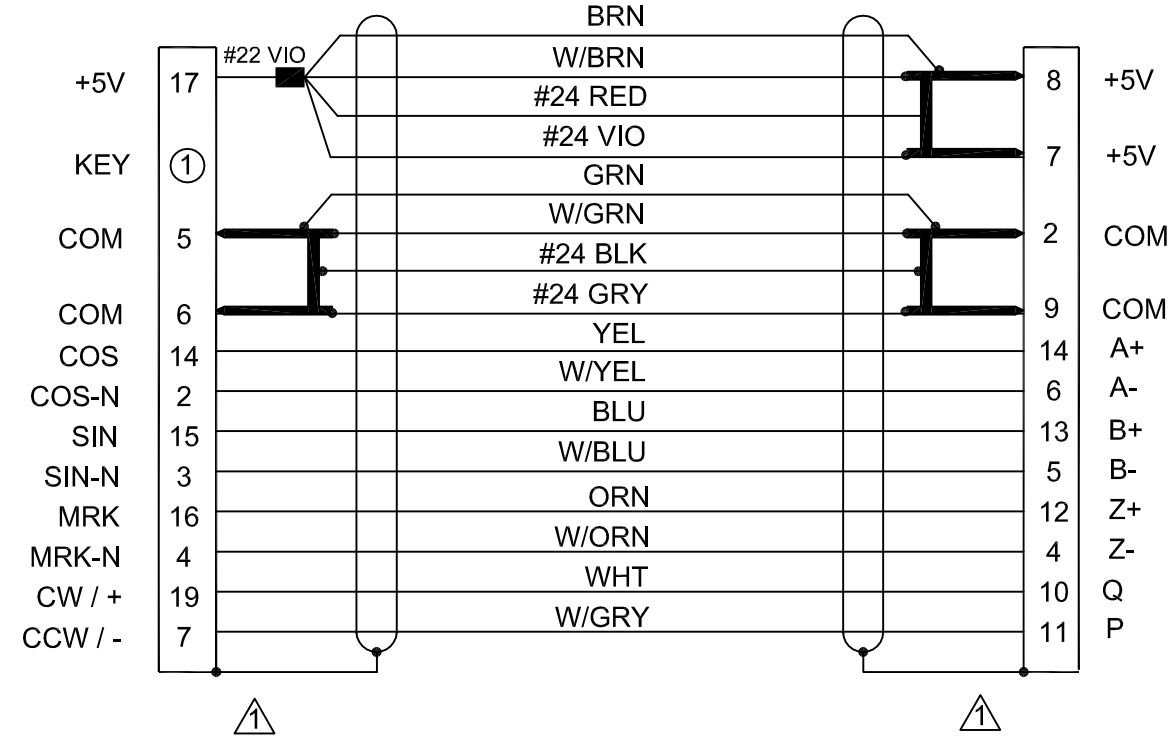 BRN
#22 VIO W/BRN
+5V 17 8 +5V
#24 RED
#24 VIO
KEY 1 7 +5V
GRN
W/GRN
COM 5 2 COM
#24 BLK
#24 GRY
COM 6 9 COM
YEL
COS 14 14 A+
W/YEL
COS-N 2 6 A-
BLU
SIN 15 13 B+
W/BLU
SIN-N 3 5 B-
ORN
MRK 16 12 Z+
W/ORN
MRK-N 4 4 Z-
WHT
CW / + 19 10 Q
W/GRY
CCW / - 7 11 P
1 1